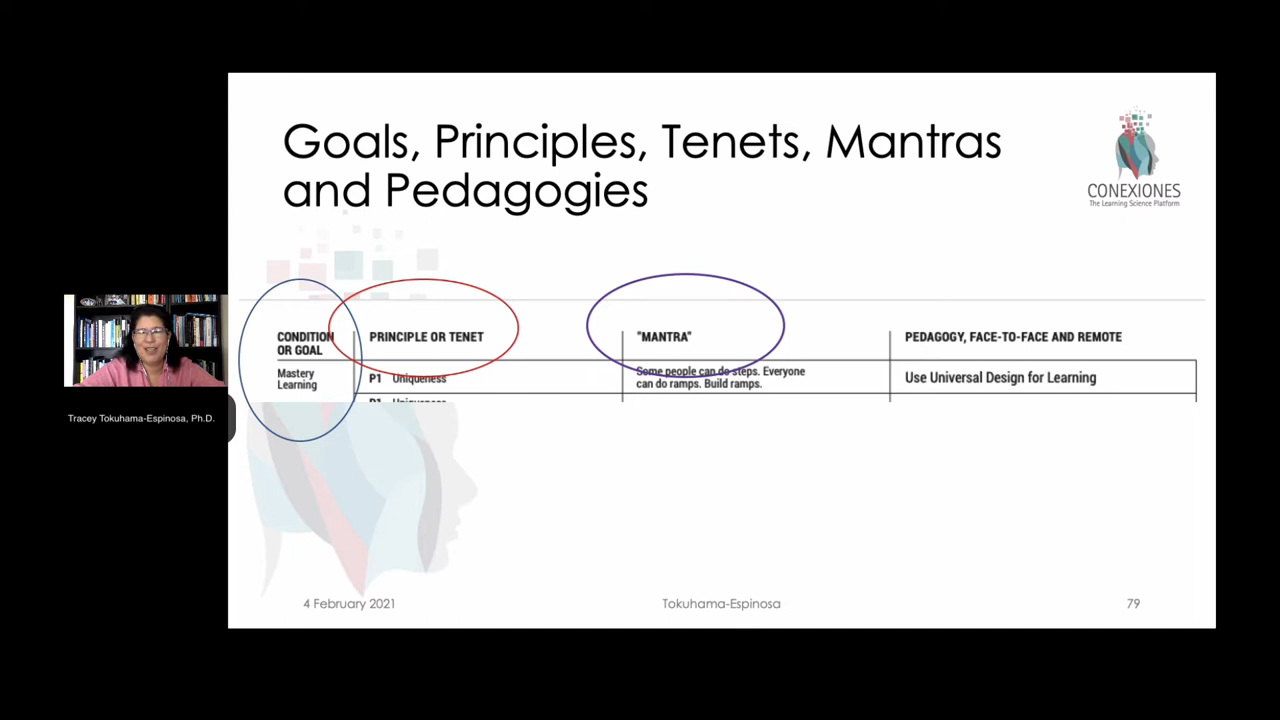 Goals, Principles, Tenets, Mantras
and Pedagogies
CONEXIONES
The Learning Science Platform
CONDITION
OR GOAL
PRINCIPLE OR TENET
"MANTRA"
PEDAGOGY, FACE-TO-FACE AND REMOTE
Mastery
Learning
P1 Uniqueness
Some people can do steps. Everyone
can do ramps. Build ramps.
Use Universal Design for Learning
Tracey Tokuhama-Espinosa, Ph.D.
4 February 2021
Tokuhama-Espinosa
79